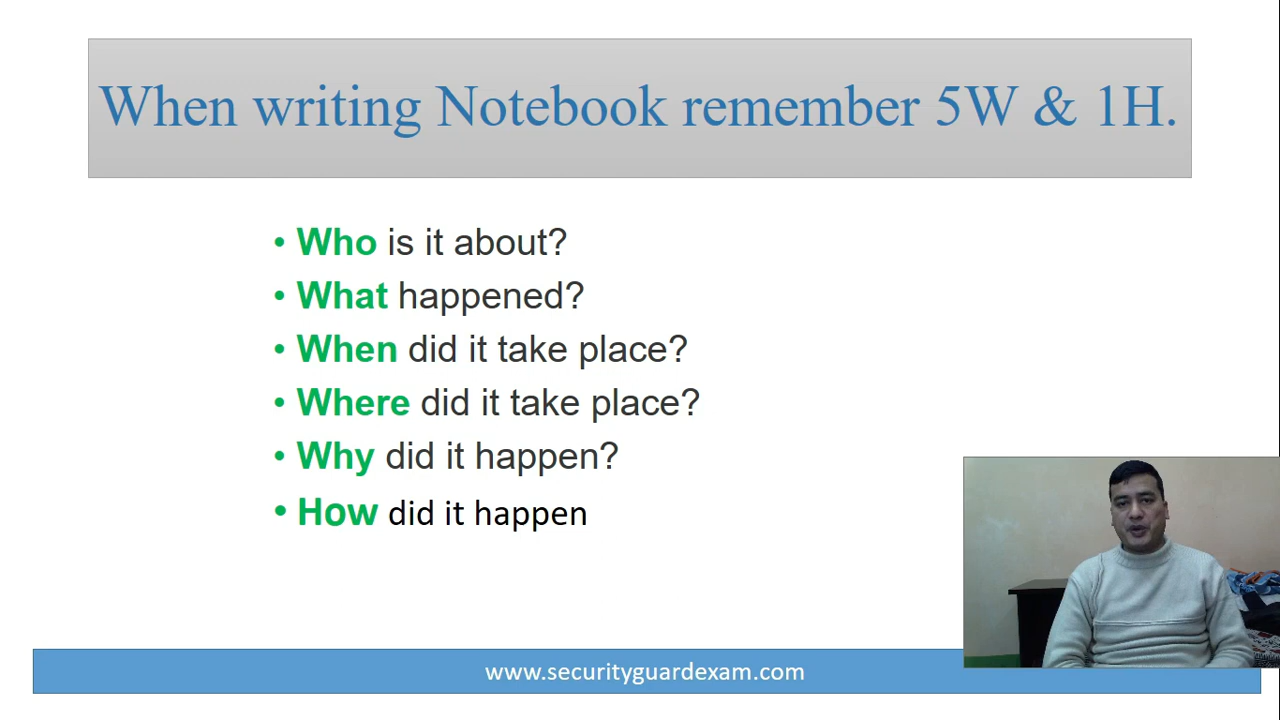 When writing Notebook remember 5W & 1H.
• Who is it about?
• What happened?
• When did it take place?
• Where did it take place?
• Why did it happen?
• How did it happen
www.securityguardexam.com